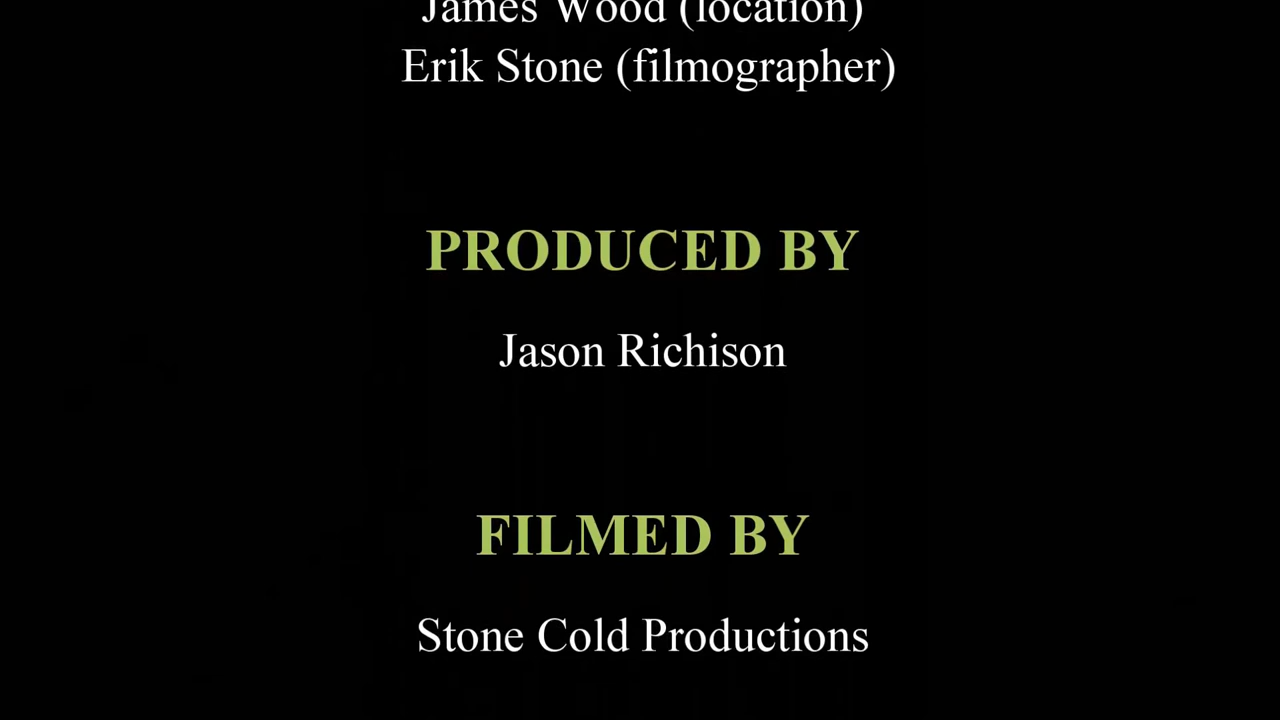 James Wood (location)
Erik Stone (filmographer)
PRODUCED BY
Jason Richison
FILMED BY
Stone Cold Productions